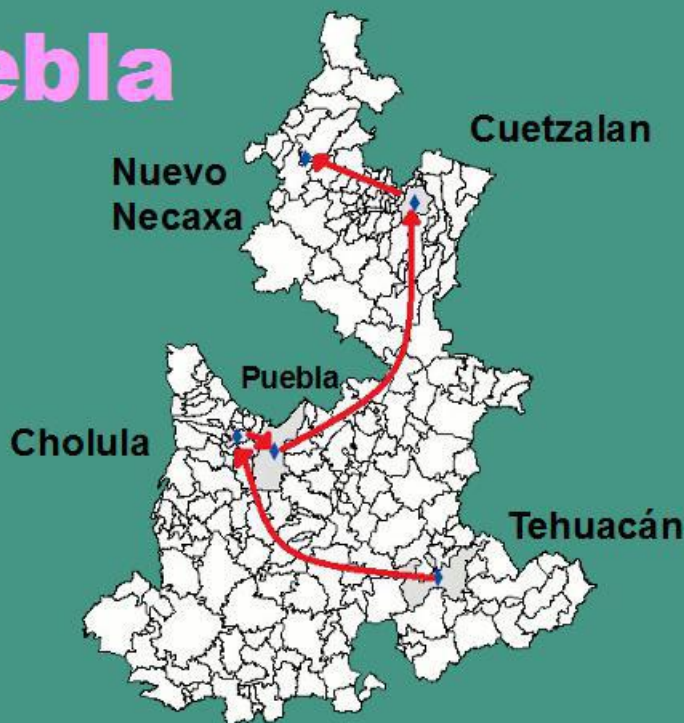 ebla
Cuetzalan
Nuevo
Necaxa
Puebla
Cholula
Tehuacán